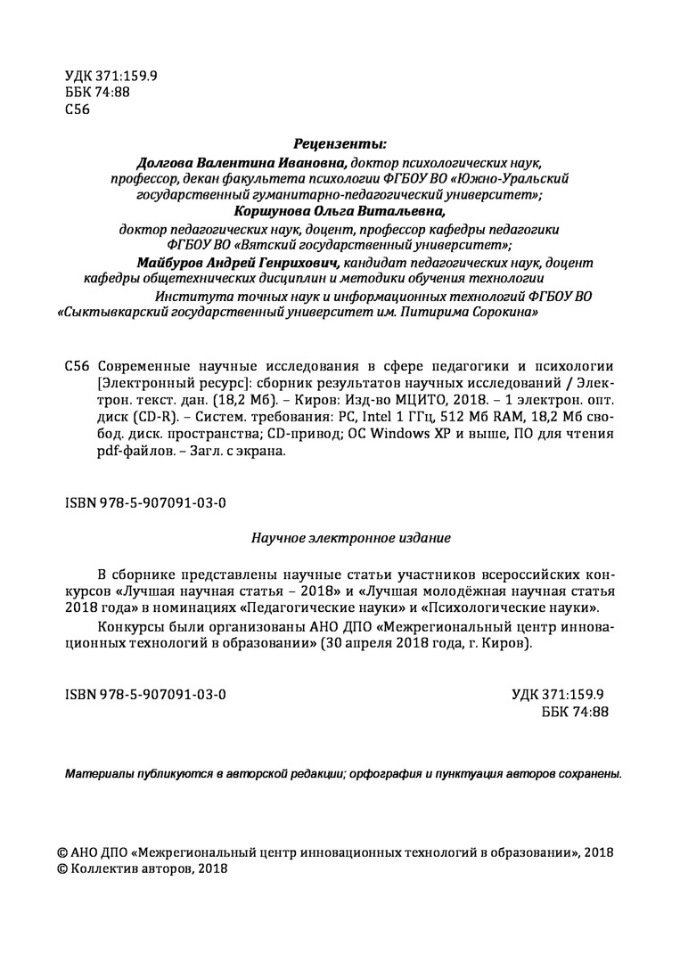 УДК 371:159.9
ББК 74:88
С56
Рецензенты:
Долгова Валентина Ивановна, доктор психологических наук,
профессор, декан факультета психологии ФГБОУ ВО «Южно-Уральский
государственный гуманитарно-педагогический университет»;
Коршунова Ольга Витальевна,
доктор педагогических наук, доцент, профессор кафедры педагогики
ФГБОУ ВО «Вятский государственный университет»;
Майбуров Андрей Генрихович, кандидат педагогических наук, доцент
кафедры общетехнических дисциплин и методики обучения технологии
Института точных наук и информационных технологий ФГБОУ ВО
«Сыктывкарский государственный университет им. Питирима Сорокина»
С56 Современные научные исследования в сфере педагогики и психологии
[Электронный ресурс]: сборник результатов научных исследований / Элек-
трон. текст. дан. (18,2 Мб). – Киров: Изд-во МЦИТО, 2018. – 1 электрон. опт.
диск (CD-R). – Систем. требования: PC, Intel 1 ГГц, 512 Мб RAM, 18,2 Мб сво-
бод. диск. пространства; CD-привод; ОС Windows XP и выше, ПО для чтения
pdf-файлов. – Загл. с экрана.
ISBN 978-5-907091-03-0
Научное электронное издание
В сборнике представлены научные статьи участников всероссийских кон-
курсов «Лучшая научная статья – 2018» и «Лучшая молодёжная научная статья
2018 года» в номинациях «Педагогические науки» и «Психологические науки».
Конкурсы были организованы АНО ДПО «Межрегиональный центр иннова-
ционных технологий в образовании» (30 апреля 2018 года, г. Киров).
ISBN 978-5-907091-03-0 УДК 371:159.9
ББК 74:88
Материалы публикуются в авторской редакции; орфография и пунктуация авторов сохранены.
© АНО ДПО «Межрегиональный центр инновационных технологий в образовании», 2018
© Коллектив авторов, 2018